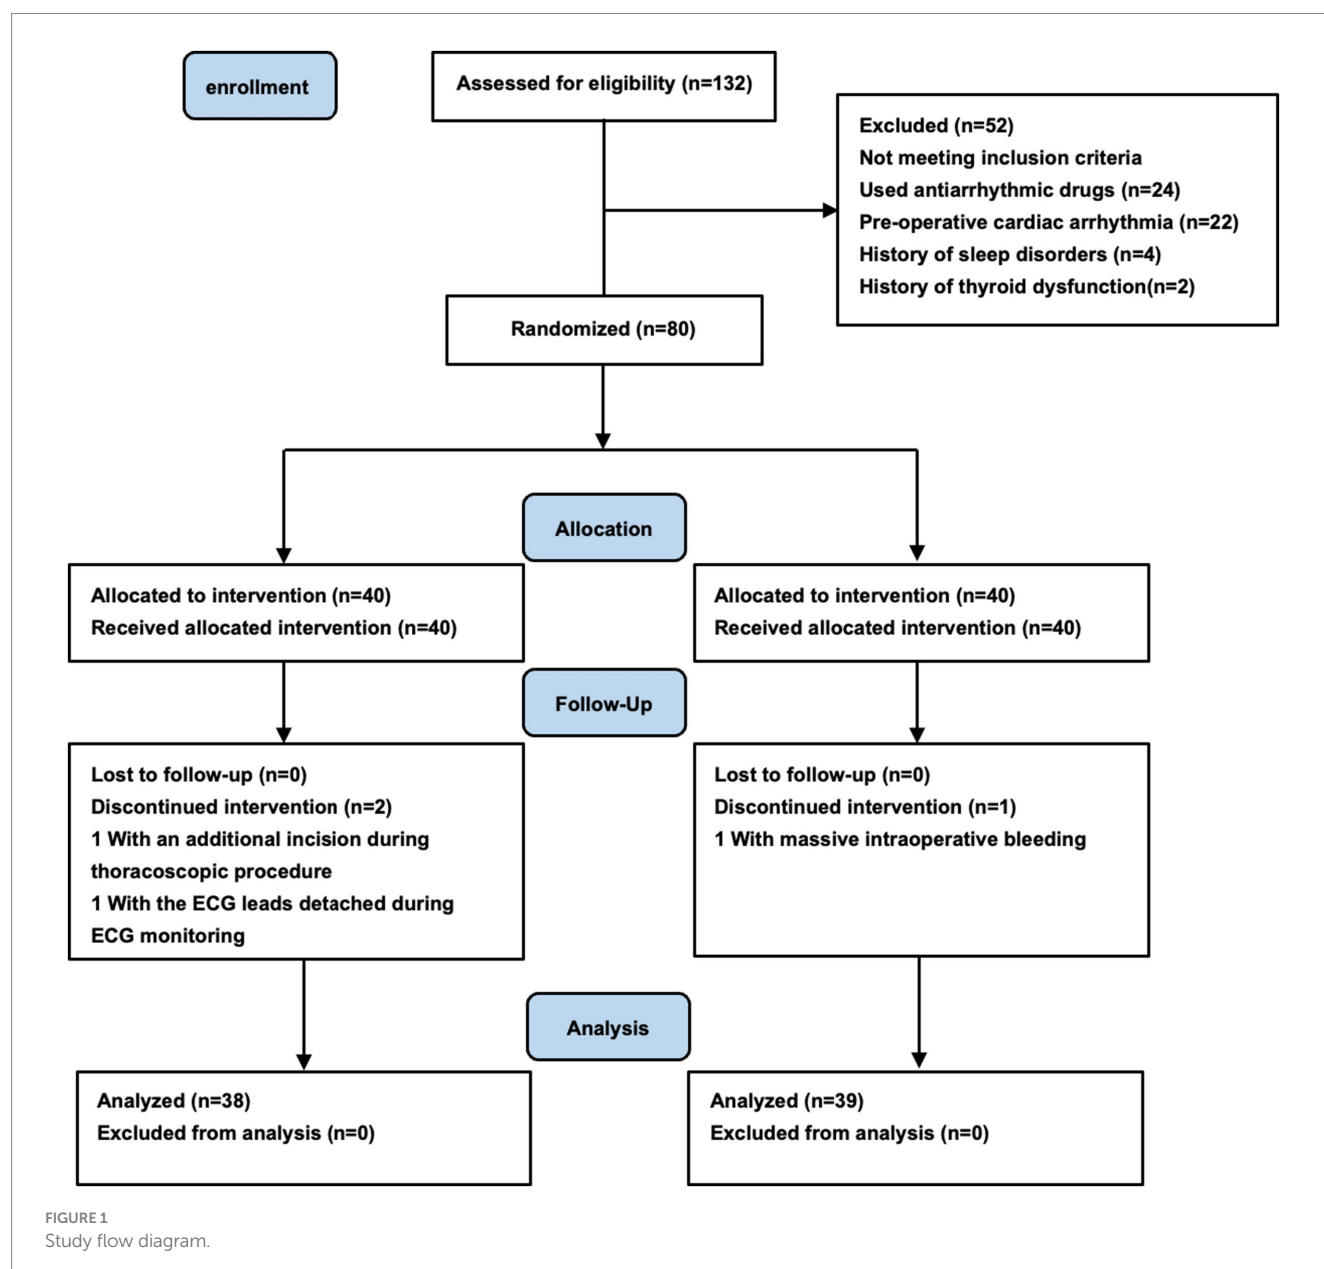 enrollment
Assessed for eligibility (n=132)
Excluded (n=52)
Not meeting inclusion criteria
Used antiarrhythmic drugs (n=24)
Pre-operative cardiac arrhythmia (n=22)
History of sleep disorders (n=4)
History of thyroid dysfunction(n=2)
Randomized (n=80)
Allocation
Allocated to intervention (n=40)
Received allocated intervention (n=40)
Allocated to intervention (n=40)
Received allocated intervention (n=40)
Follow-Up
Lost to follow-up (n=0)
Discontinued intervention (n=2)
1 With an additional incision during
thoracoscopic procedure
1 With the ECG leads detached during
ECG monitoring
Lost to follow-up (n=0)
Discontinued intervention (n=1)
1 With massive intraoperative bleeding
Analysis
Analyzed (n=38)
Excluded from analysis (n=0)
Analyzed (n=39)
Excluded from analysis (n=0)
FIGURE 1
Study flow diagram.